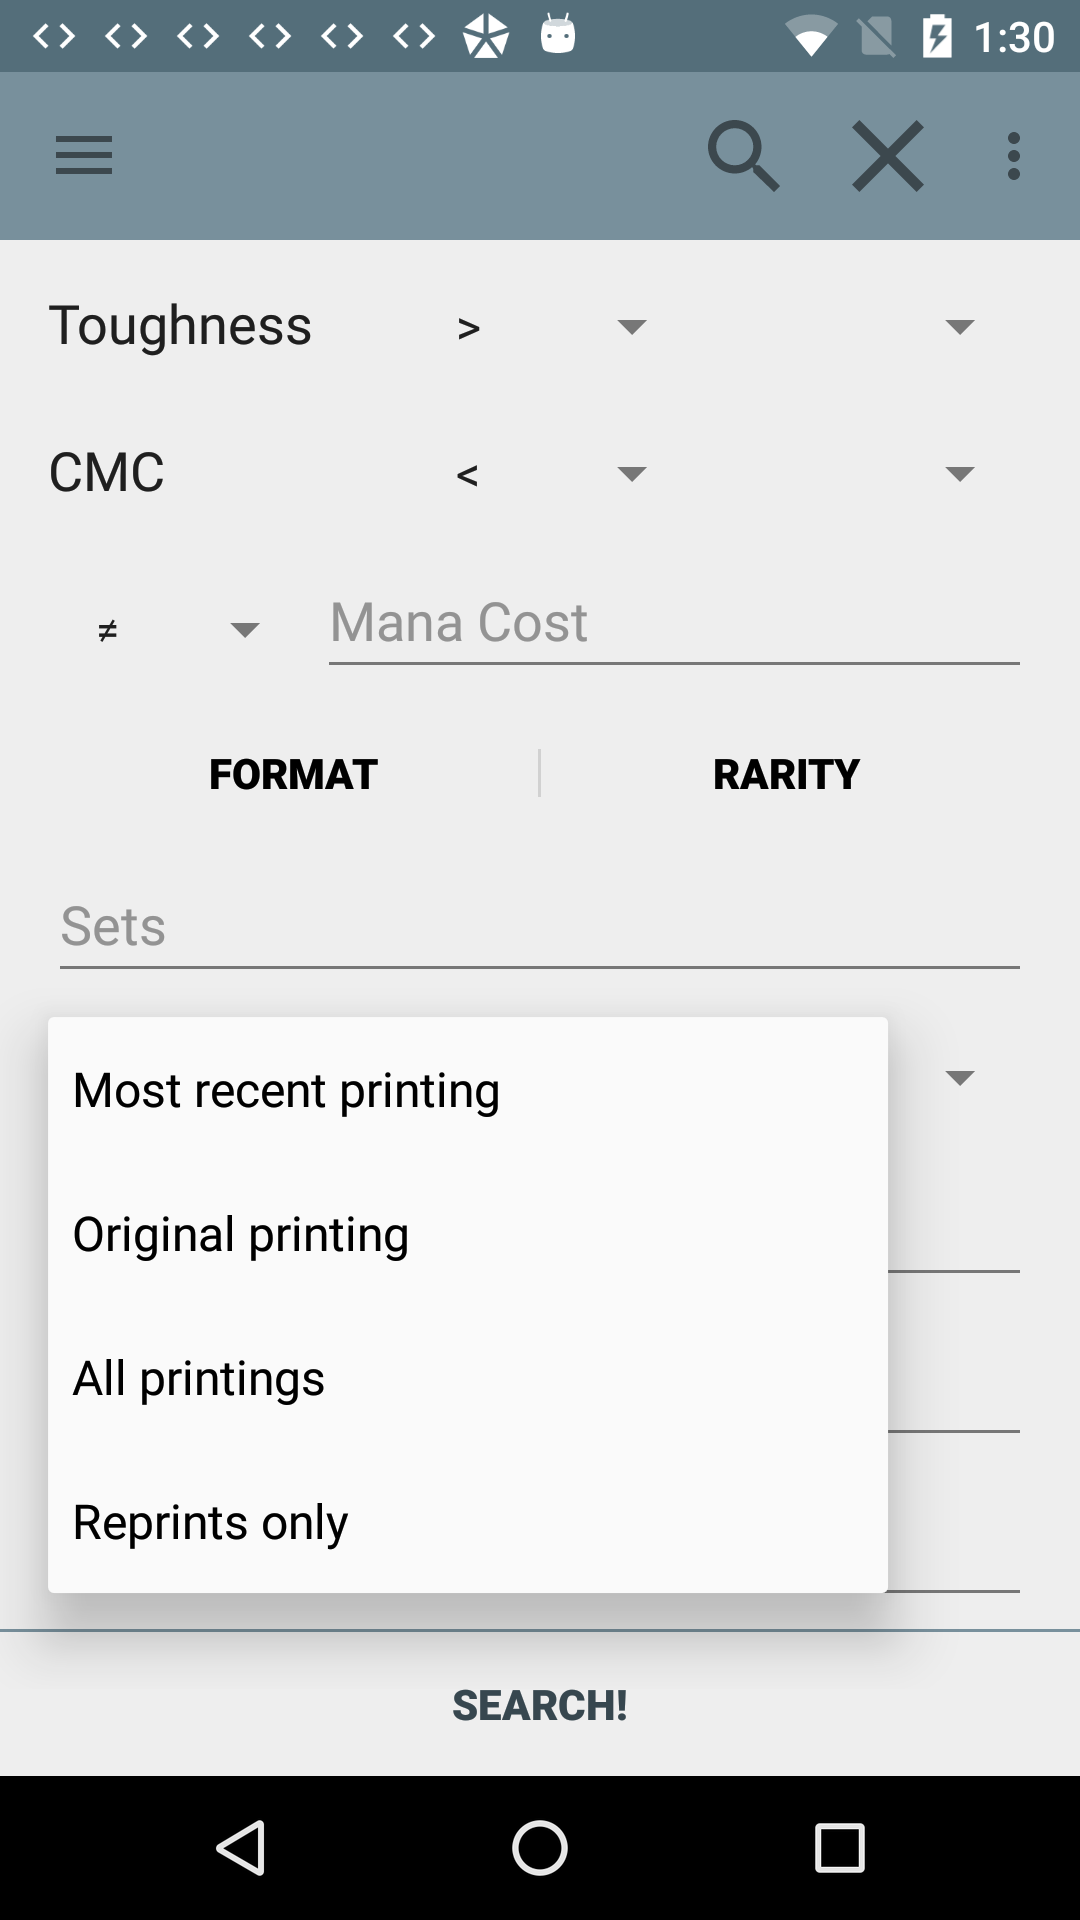 1:30
Toughness >
CMC <
≠ Mana Cost
FORMAT RARITY
Sets
Most recent printing
Original printing
All printings
Reprints only
SEARCH!